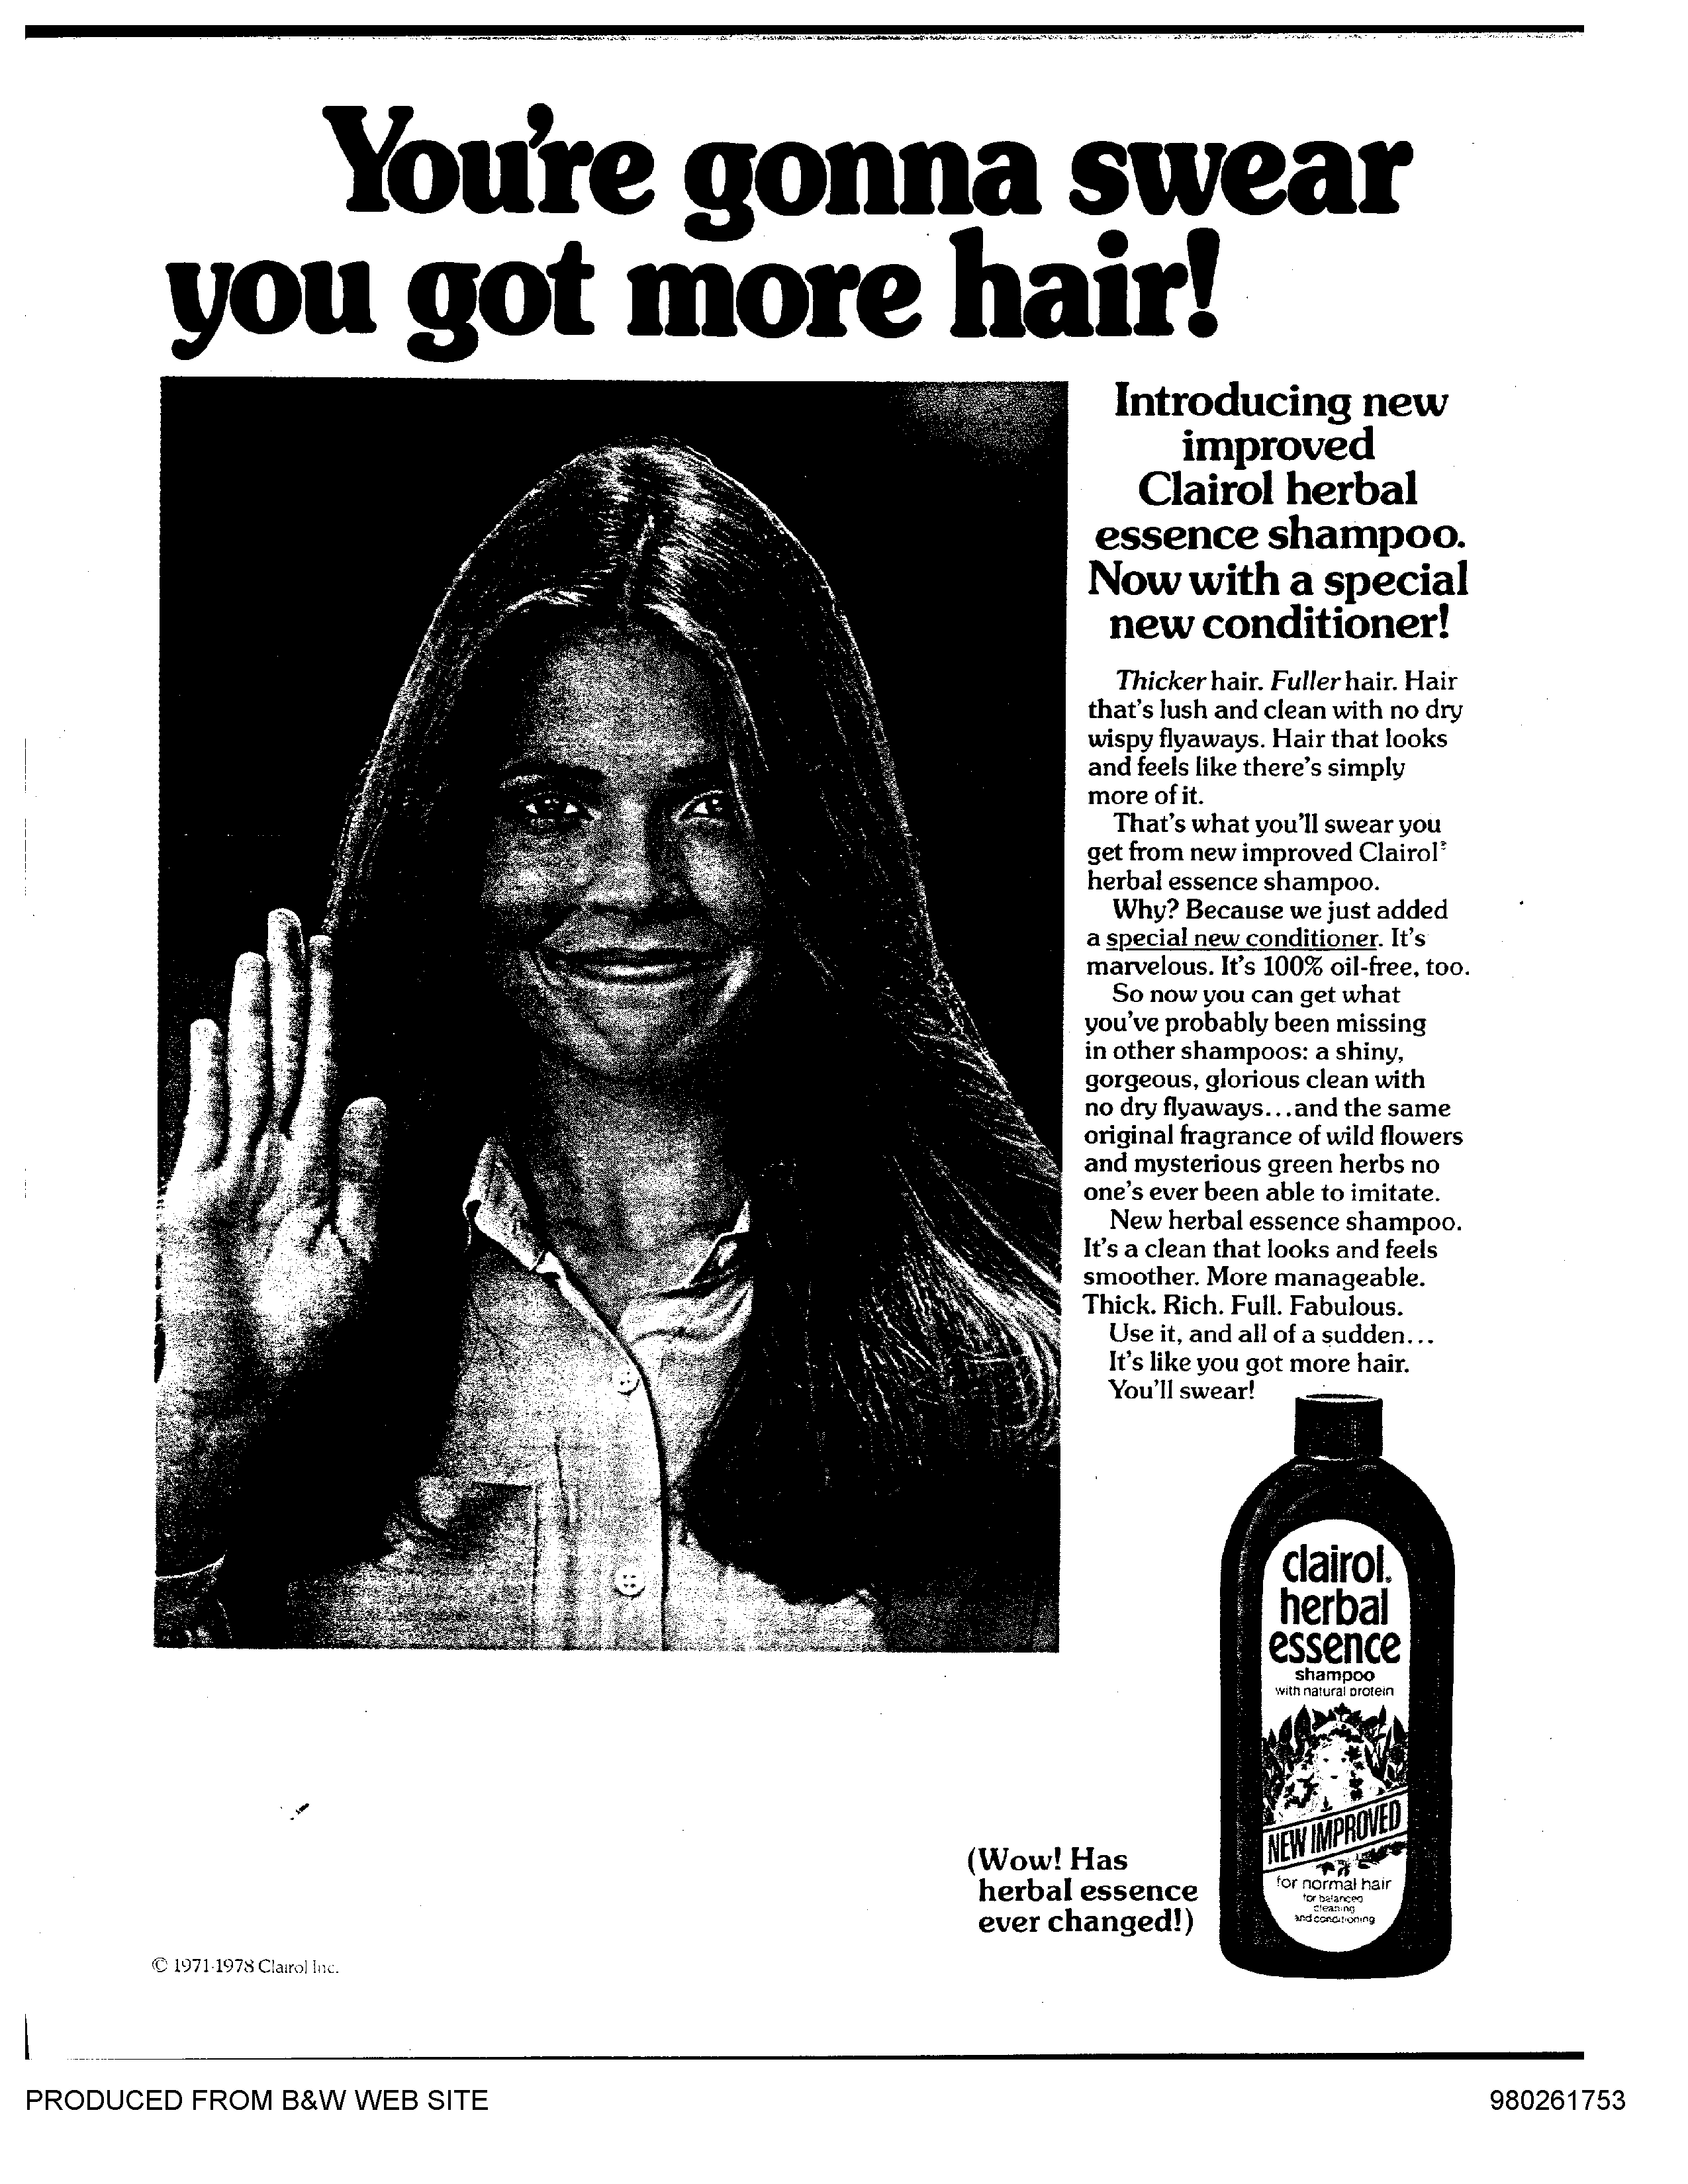 You're gonna swear
you got more hair!
Introducing new
improved
Clairol herbal
essence shampoo.
Now with a special
new conditioner!
Thicker hair. Fuller hair. Hair
that's lush and clean with no dry
wispy flyaways. Hair that looks
and feels like there's simply
more of it.
That's what you'll swear you
get from new improved Clairol®
herbal essence shampoo.
Why? Because we just added
a special new conditioner. It's
marvelous. It's 100% oil-free, too.
So now you can get what
you've probably been missing
in other shampoos: a shiny,
gorgeous, glorious clean with
no dry flyaways...and the same
original fragrance of wild flowers
and mysterious green herbs no
one's ever been able to imitate.
New herbal essence shampoo.
It's a clean that looks and feels
smoother. More manageable.
Thick. Rich. Full. Fabulous.
Use it, and all of a sudden...
It's like you got more hair.
You'll swear!
clairol.
herbal
essence
shampoo
with natural protein
NEW IMPROVED
for normal hair
for balanced
cleaning
and conditioning
(Wow! Has
herbal essence
ever changed!)
© 1971-1978 Clairol Inc.
PRODUCED FROM B&W WEB SITE
980261753